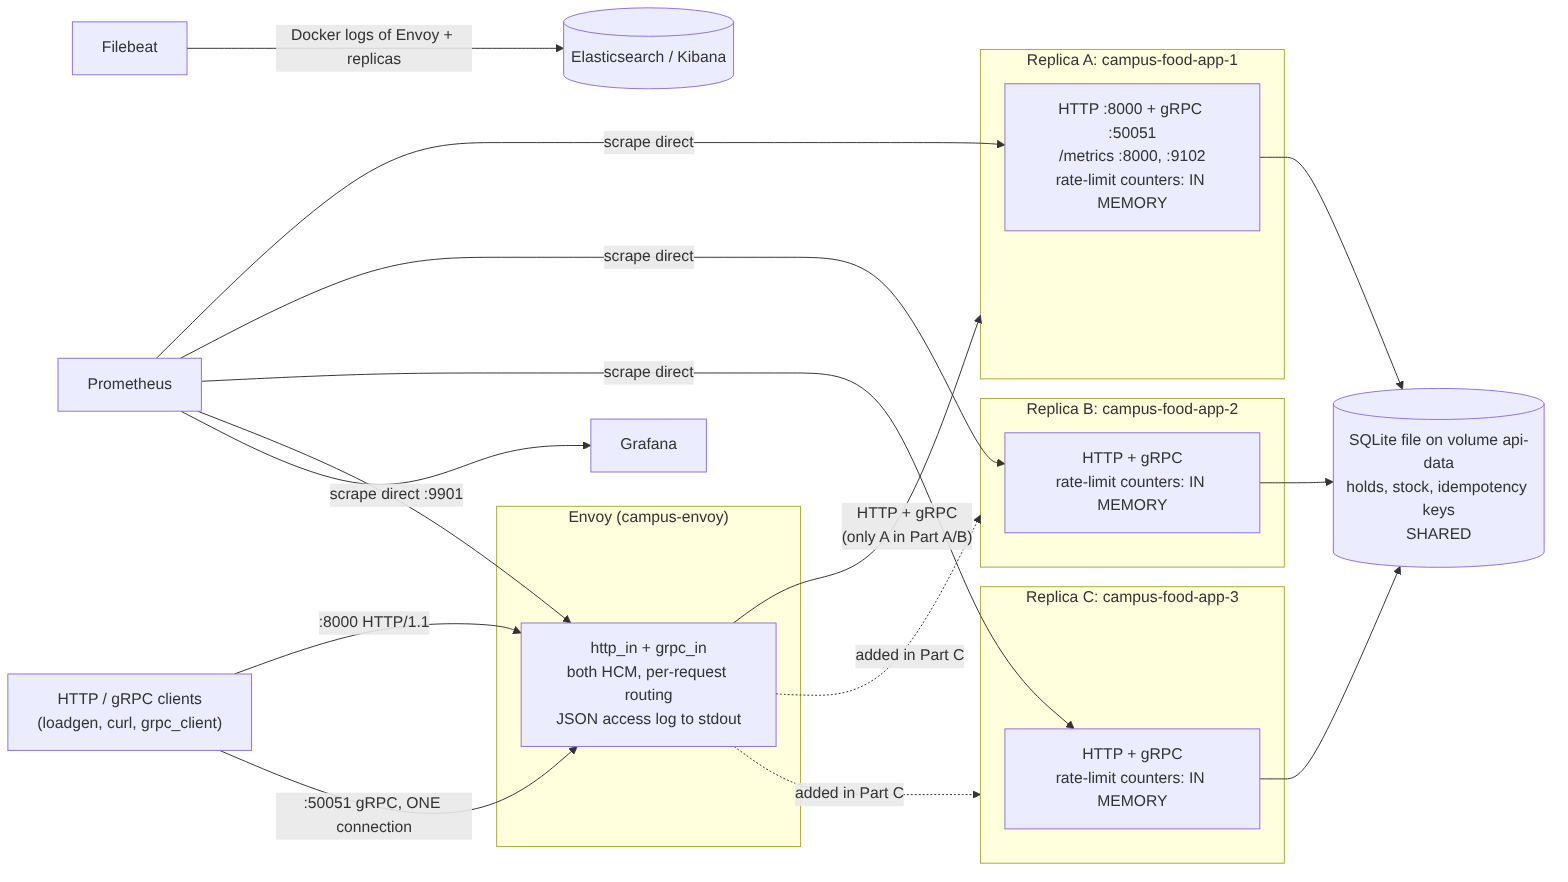 Filebeat
Docker logs of Envoy +
replicas
Elasticsearch / Kibana
Replica A: campus-food-app-1
HTTP :8000 + gRPC
:50051
/metrics :8000, :9102
rate-limit counters: IN
MEMORY
scrape direct
scrape direct
Prometheus
scrape direct
Grafana
scrape direct :9901
Replica B: campus-food-app-2
HTTP + gRPC
rate-limit counters: IN
MEMORY
SQLite file on volume api-
data
holds, stock, idempotency
keys
SHARED
Envoy (campus-envoy)
HTTP + gRPC
(only A in Part A/B)
Replica C: campus-food-app-3
:8000 HTTP/1.1
http_in + grpc_in
both HCM, per-request
routing
JSON access log to stdout
added in Part C
HTTP / gRPC clients
(loadgen, curl, grpc_client)
HTTP + gRPC
rate-limit counters: IN
MEMORY
added in Part C
:50051 gRPC, ONE
connection